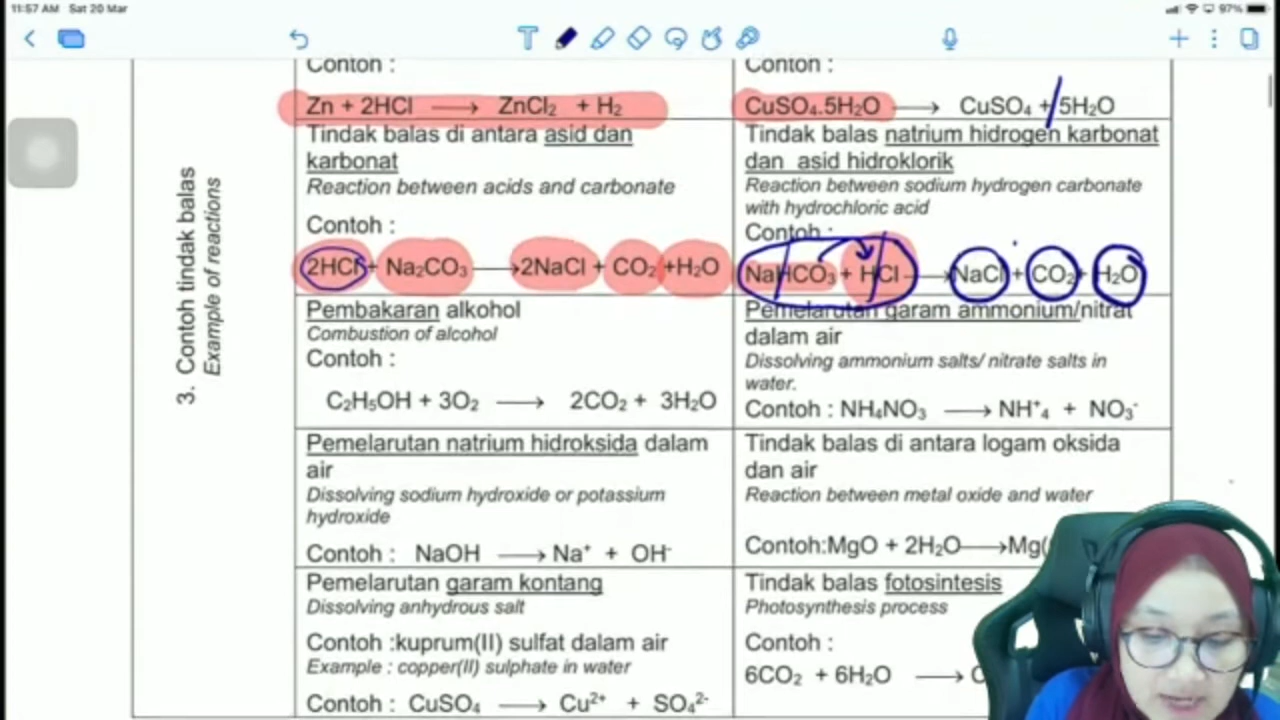 11:57 AM Sat 20 Mar
97%
3. Contoh tindak balas
Example of reactions
Contoh :
Zn + 2HCl ⟶ ZnCl₂ + H₂
Tindak balas di antara asid dan
karbonat
Reaction between acids and carbonate
Contoh :
2HCl + Na₂CO₃ ⟶ 2NaCl + CO₂ + H₂O
Pembakaran alkohol
Combustion of alcohol
Contoh :
C₂H₅OH + 3O₂ ⟶ 2CO₂ + 3H₂O
Pemelarutan natrium hidroksida dalam
air
Dissolving sodium hydroxide or potassium
hydroxide
Contoh : NaOH ⟶ Na⁺ + OH⁻
Pemelarutan garam kontang
Dissolving anhydrous salt
Contoh :kuprum(II) sulfat dalam air
Example : copper(II) sulphate in water
Contoh : CuSO₄ ⟶ Cu²⁺ + SO₄²⁻
Contoh :
CuSO₄.5H₂O ⟶ CuSO₄ + 5H₂O
Tindak balas natrium hidrogen karbonat
dan asid hidroklorik
Reaction between sodium hydrogen carbonate
with hydrochloric acid
Contoh :
NaHCO₃ + HCl ⟶ NaCl + CO₂ + H₂O
Pemelarutan garam ammonium/nitrat
dalam air
Dissolving ammonium salts/ nitrate salts in
water.
Contoh : NH₄NO₃ ⟶ NH⁺₄ + NO₃⁻
Tindak balas di antara logam oksida
dan air
Reaction between metal oxide and water
Contoh:MgO + 2H₂O⟶Mg(
Tindak balas fotosintesis
Photosynthesis process
Contoh :
6CO₂ + 6H₂O ⟶